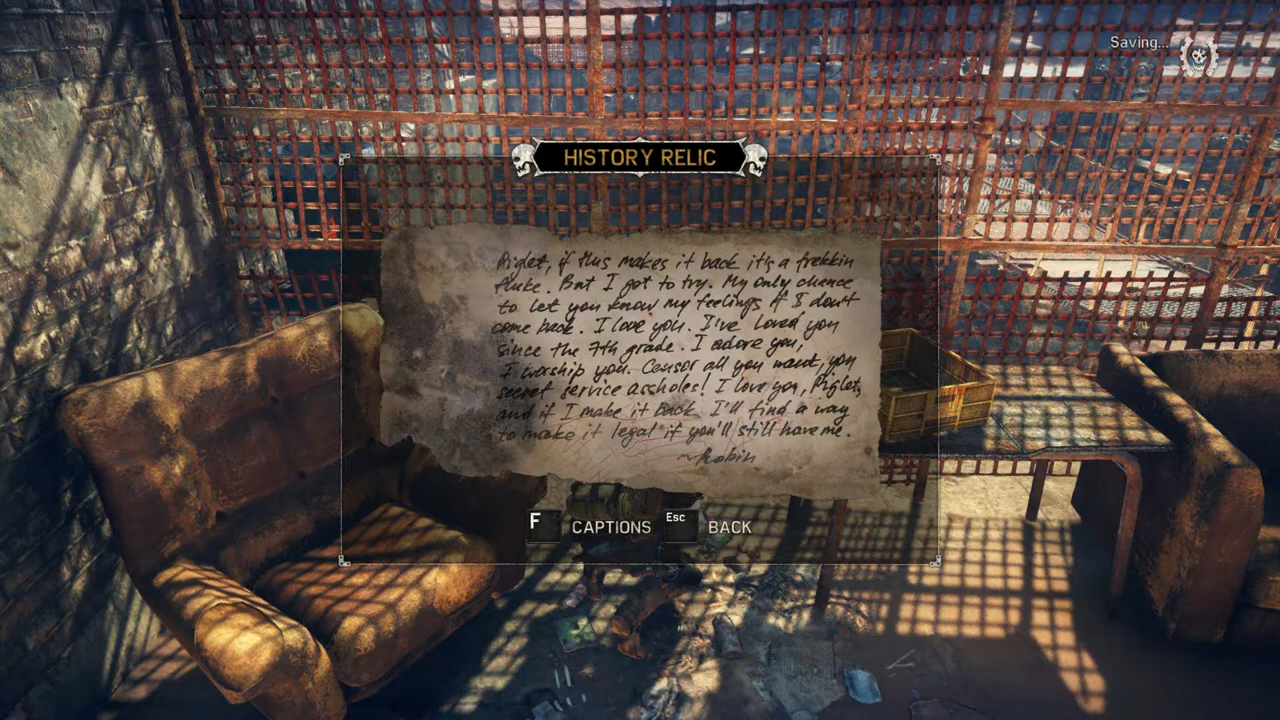 Saving...
HISTORY RELIC
Piglet, if this makes it back it's a frekkin
fluke. But I got to try. My only chance
to let you know my feelings if I don't
come back. I love you. I've loved you
since the 7th grade. I adore you,
I worship you. Censor all you want, you
secret service assholes! I love you, Piglet,
and if I make it back I'll find a way
to make it legal if you'll still have me.
~Robin
F CAPTIONS Esc BACK